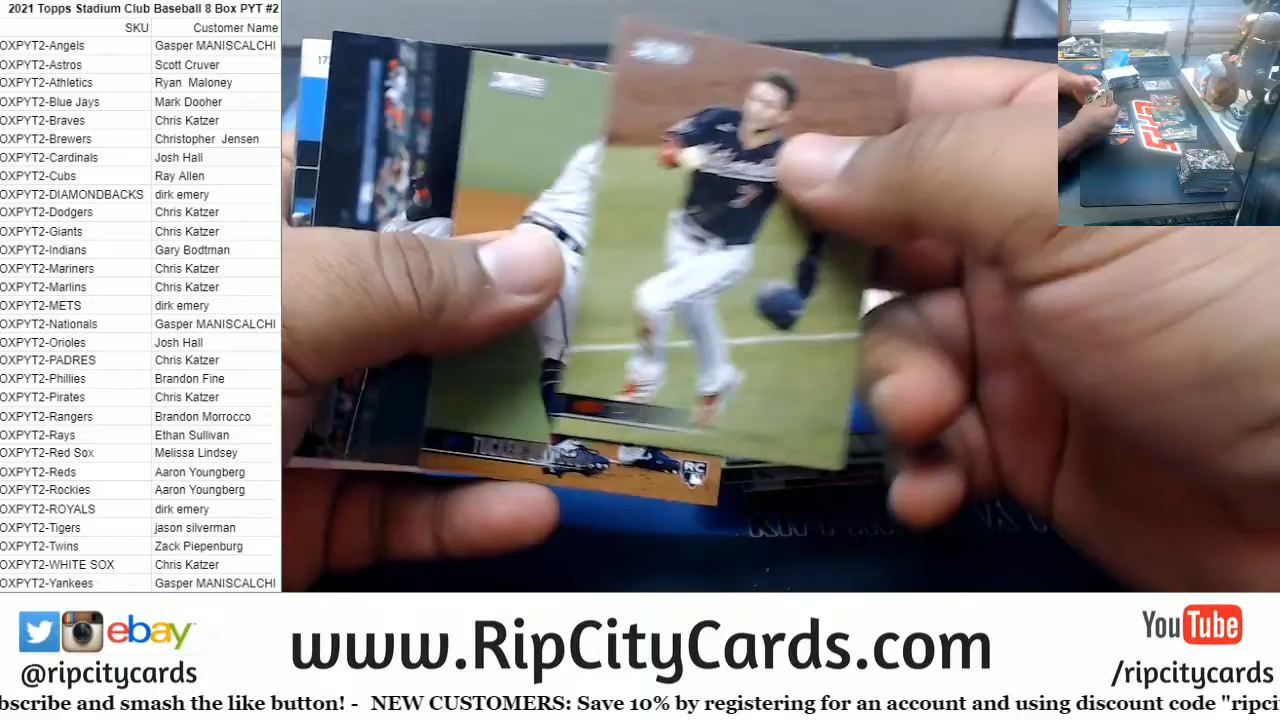 2021 Topps Stadium Club Baseball 8 Box PYT #2
SKU Customer Name
OXPYT2-Angels Gasper MANISCALCHI
OXPYT2-Astros Scott Cruver
OXPYT2-Athletics Ryan Maloney
OXPYT2-Blue Jays Mark Dooher
OXPYT2-Braves Chris Katzer
OXPYT2-Brewers Christopher Jensen
OXPYT2-Cardinals Josh Hall
OXPYT2-Cubs Ray Allen
OXPYT2-DIAMONDBACKS dirk emery
OXPYT2-Dodgers Chris Katzer
OXPYT2-Giants Chris Katzer
OXPYT2-Indians Gary Bodtman
OXPYT2-Mariners Chris Katzer
OXPYT2-Marlins Chris Katzer
OXPYT2-METS dirk emery
OXPYT2-Nationals Gasper MANISCALCHI
OXPYT2-Orioles Josh Hall
OXPYT2-PADRES Chris Katzer
OXPYT2-Phillies Brandon Fine
OXPYT2-Pirates Chris Katzer
OXPYT2-Rangers Brandon Morrocco
OXPYT2-Rays Ethan Sullivan
OXPYT2-Red Sox Melissa Lindsey
OXPYT2-Reds Aaron Youngberg
OXPYT2-Rockies Aaron Youngberg
OXPYT2-ROYALS dirk emery
OXPYT2-Tigers jason silverman
OXPYT2-Twins Zack Piepenburg
OXPYT2-WHITE SOX Chris Katzer
OXPYT2-Yankees Gasper MANISCALCHI
7
TUCKER
RC
ebay
@ripcitycards
www.RipCityCards.com
YouTube
/ripcitycards
bscribe and smash the like button! - NEW CUSTOMERS: Save 10% by registering for an account and using discount code "ripci